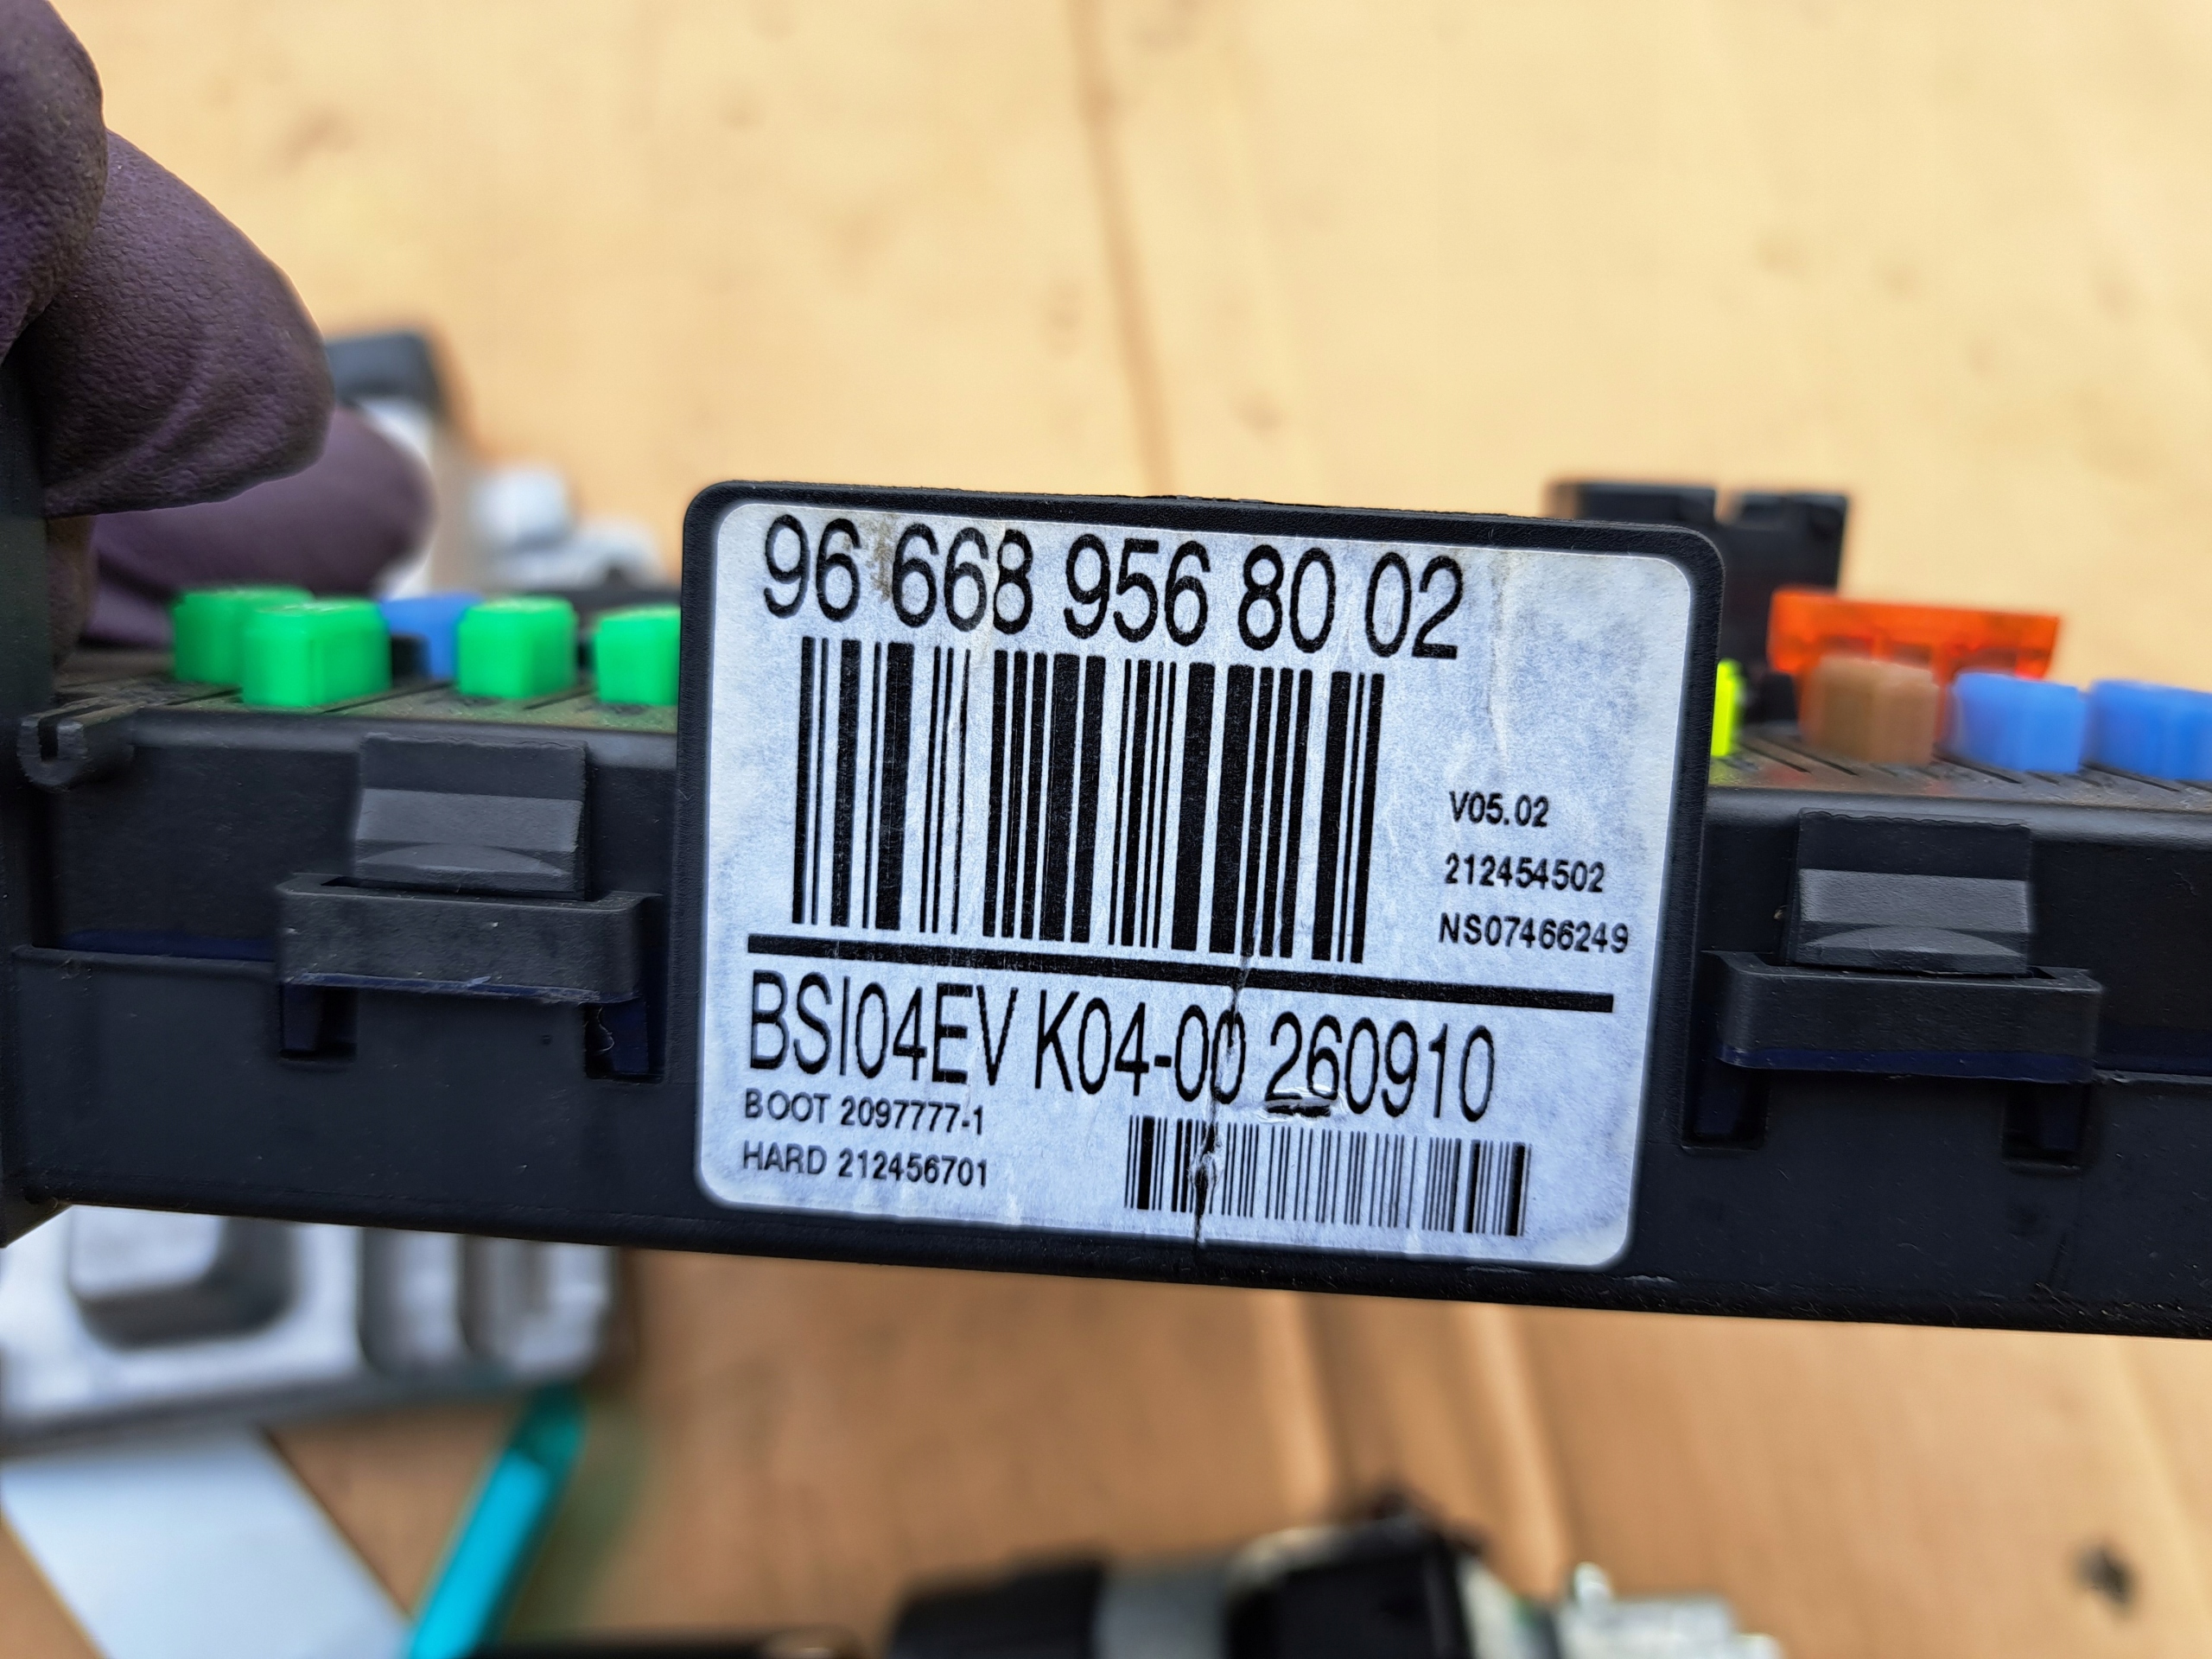 96 668 956 80 02
V05.02
212454502
NS07466249
BSI04EV K04-00 260910
BOOT 2097777-1
HARD 212456701